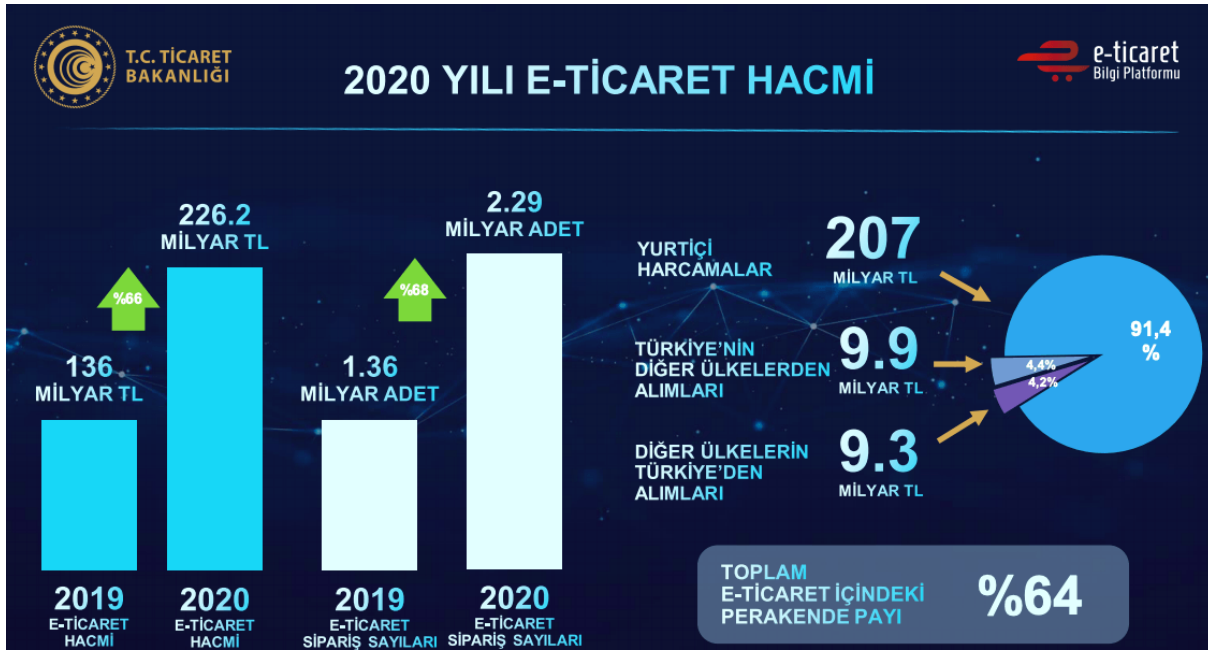 T.C. TİCARET
BAKANLIĞI
2020 YILI E-TİCARET HACMİ
e-ticaret
Bilgi Platformu
226.2
MİLYAR TL
%66
136
MİLYAR TL
2.29
MİLYAR ADET
%68
1.36
MİLYAR ADET
2019
E-TİCARET
HACMİ
2020
E-TİCARET
HACMİ
2019
E-TİCARET
SİPARİŞ SAYILARI
2020
E-TİCARET
SİPARİŞ SAYILARI
YURTİÇİ
HARCAMALAR
207
MİLYAR TL
TÜRKİYE'NİN
DİĞER ÜLKELERDEN
ALIMLARI
9.9
MİLYAR TL
DİĞER ÜLKELERİN
TÜRKİYE'DEN
ALIMLARI
9.3
MİLYAR TL
91,4
%
4,4%
4,2%
TOPLAM
E-TİCARET İÇİNDEKİ
PERAKENDE PAYI
%64